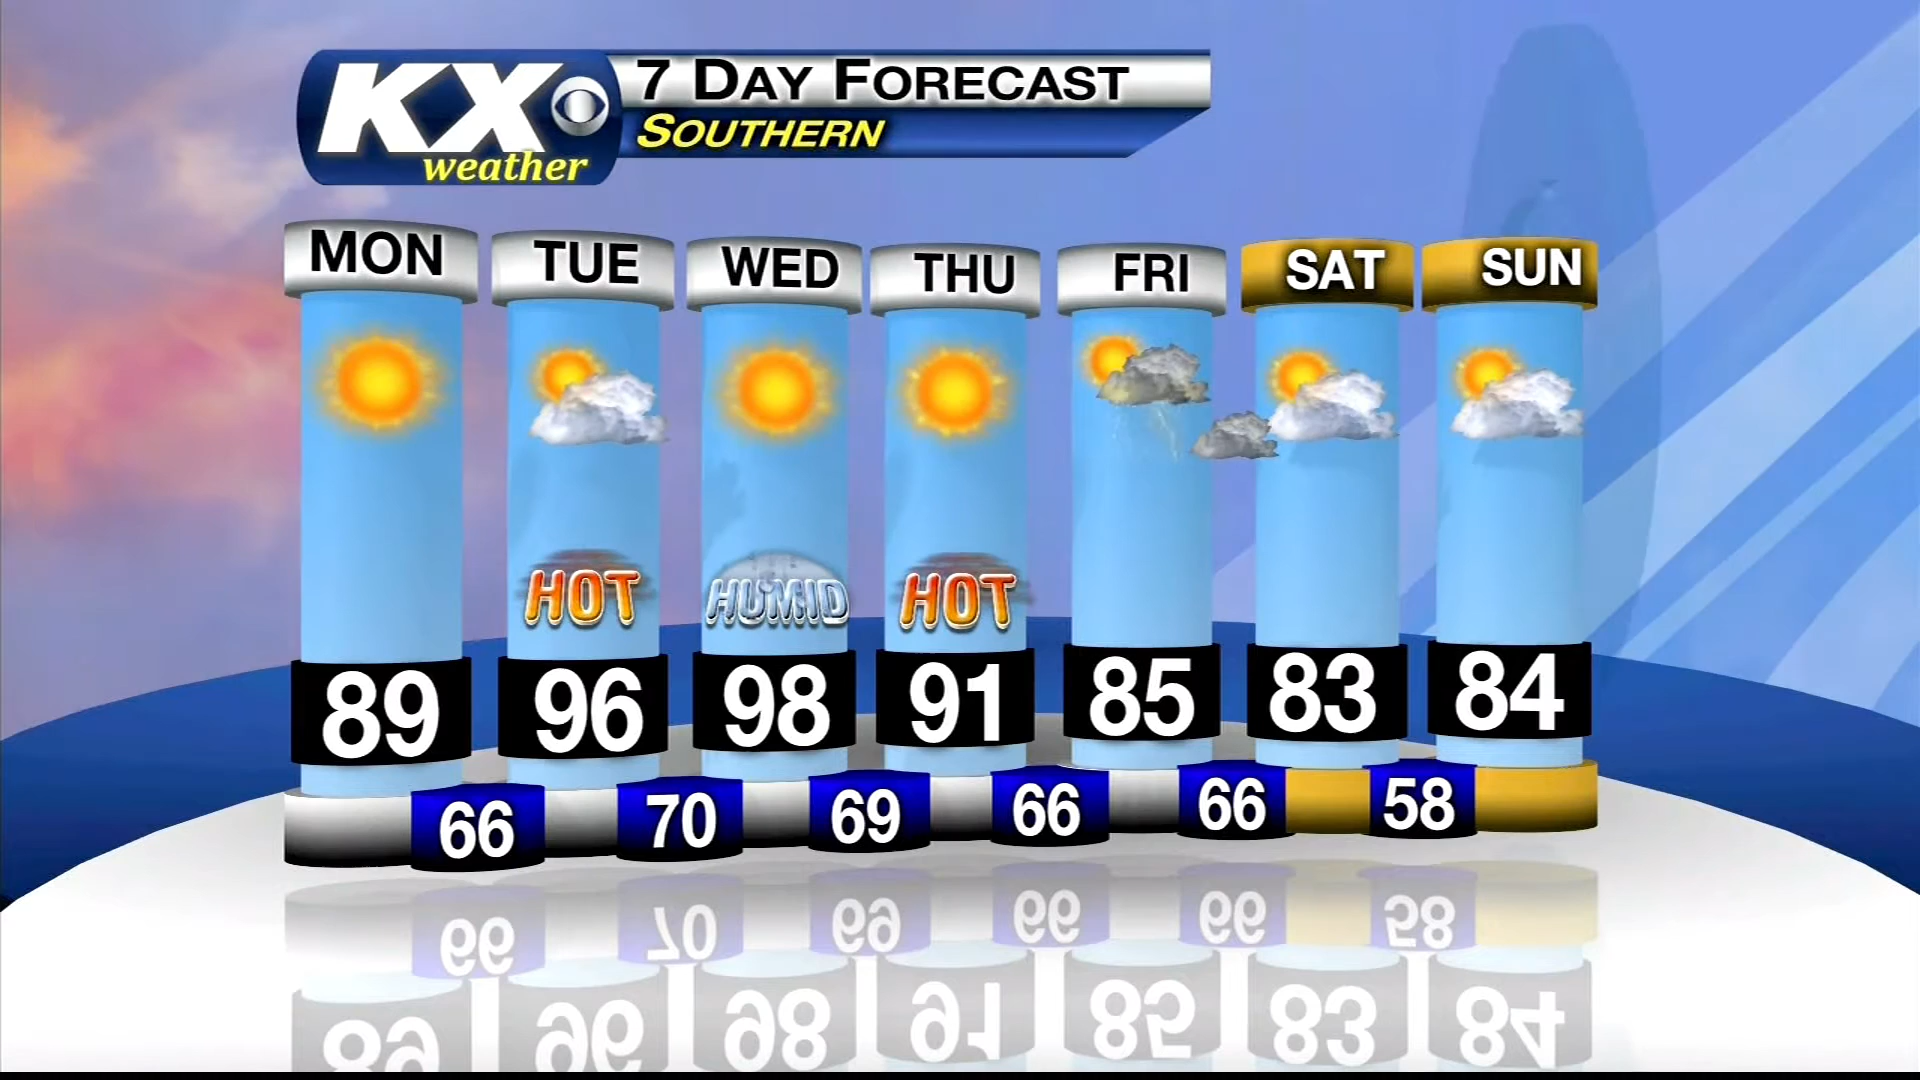 KX
weather
7 DAY FORECAST
SOUTHERN
MON TUE WED THU FRI SAT SUN
HOT HUMID HOT
89 96 98 91 85 83 84
66 70 69 66 66 58